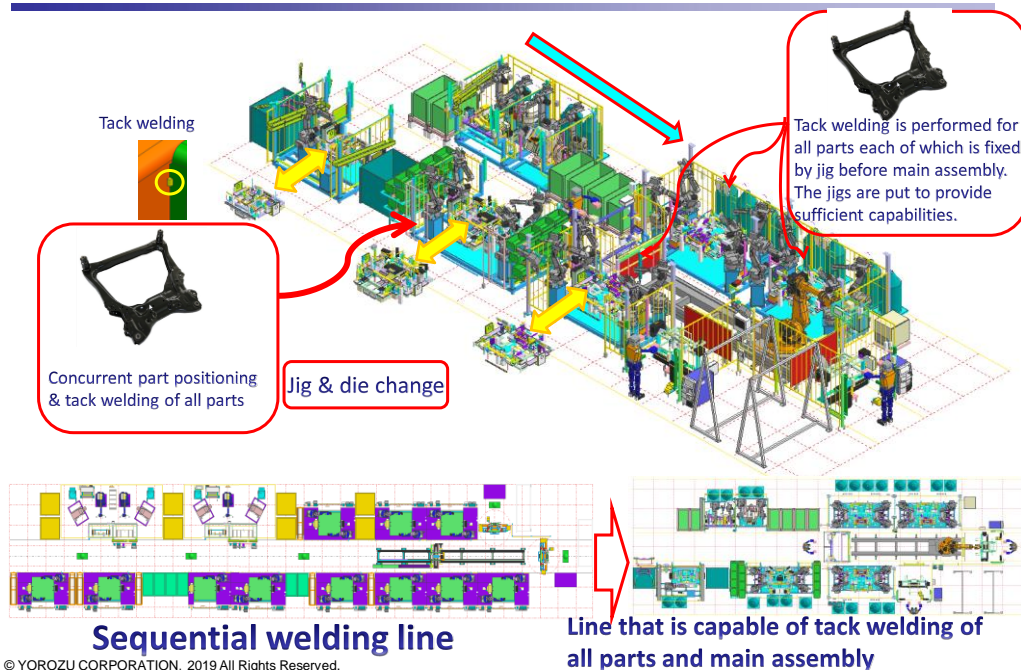 Tack welding
Tack welding is performed for
all parts each of which is fixed
by jig before main assembly.
The jigs are put to provide
sufficient capabilities.
Concurrent part positioning
& tack welding of all parts
Jig & die change
Sequential welding line
Line that is capable of tack welding of
all parts and main assembly
© YOROZU CORPORATION, 2019 All Rights Reserved.